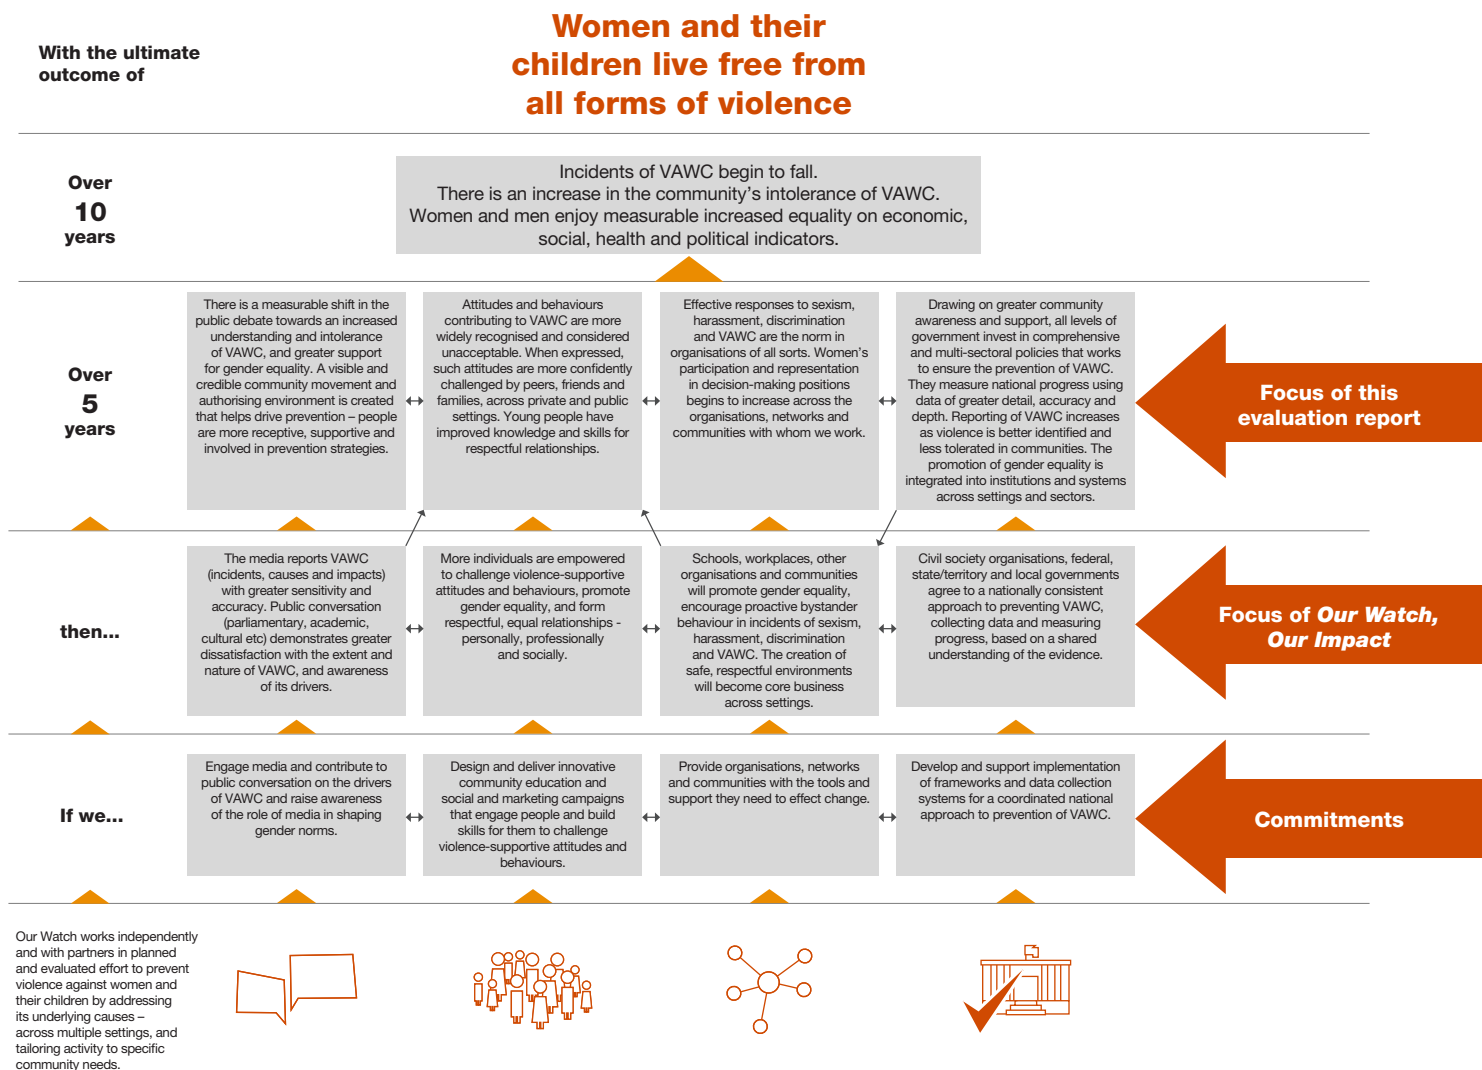 With the ultimate
outcome of
Women and their
children live free from
all forms of violence
Over
10
years
Incidents of VAWC begin to fall.
There is an increase in the community’s intolerance of VAWC.
Women and men enjoy measurable increased equality on economic,
social, health and political indicators.
Over
5
years
There is a measurable shift in the
public debate towards an increased
understanding and intolerance
of VAWC, and greater support
for gender equality. A visible and
credible community movement and
authorising environment is created
that helps drive prevention – people
are more receptive, supportive and
involved in prevention strategies.
Attitudes and behaviours
contributing to VAWC are more
widely recognised and considered
unacceptable. When expressed,
such attitudes are more confidently
challenged by peers, friends and
families, across private and public
settings. Young people have
improved knowledge and skills for
respectful relationships.
Effective responses to sexism,
harassment, discrimination
and VAWC are the norm in
organisations of all sorts. Women’s
participation and representation
in decision-making positions
begins to increase across the
organisations, networks and
communities with whom we work.
Drawing on greater community
awareness and support, all levels of
government invest in comprehensive
and multi-sectoral policies that works
to ensure the prevention of VAWC.
They measure national progress using
data of greater detail, accuracy and
depth. Reporting of VAWC increases
as violence is better identified and
less tolerated in communities. The
promotion of gender equality is
integrated into institutions and systems
across settings and sectors.
Focus of this
evaluation report
then...
The media reports VAWC
(incidents, causes and impacts)
with greater sensitivity and
accuracy. Public conversation
(parliamentary, academic,
cultural etc) demonstrates greater
dissatisfaction with the extent and
nature of VAWC, and awareness
of its drivers.
More individuals are empowered
to challenge violence-supportive
attitudes and behaviours, promote
gender equality, and form
respectful, equal relationships -
personally, professionally
and socially.
Schools, workplaces, other
organisations and communities
will promote gender equality,
encourage proactive bystander
behaviour in incidents of sexism,
harassment, discrimination
and VAWC. The creation of
safe, respectful environments
will become core business
across settings.
Civil society organisations, federal,
state/territory and local governments
agree to a nationally consistent
approach to preventing VAWC,
collecting data and measuring
progress, based on a shared
understanding of the evidence.
Focus of Our Watch,
Our Impact
If we...
Engage media and contribute to
public conversation on the drivers
of VAWC and raise awareness
of the role of media in shaping
gender norms.
Design and deliver innovative
community education and
social and marketing campaigns
that engage people and build
skills for them to challenge
violence-supportive attitudes and
behaviours.
Provide organisations, networks
and communities with the tools and
support they need to effect change.
Develop and support implementation
of frameworks and data collection
systems for a coordinated national
approach to prevention of VAWC.
Commitments
Our Watch works independently
and with partners in planned
and evaluated effort to prevent
violence against women and
their children by addressing
its underlying causes –
across multiple settings, and
tailoring activity to specific
community needs.